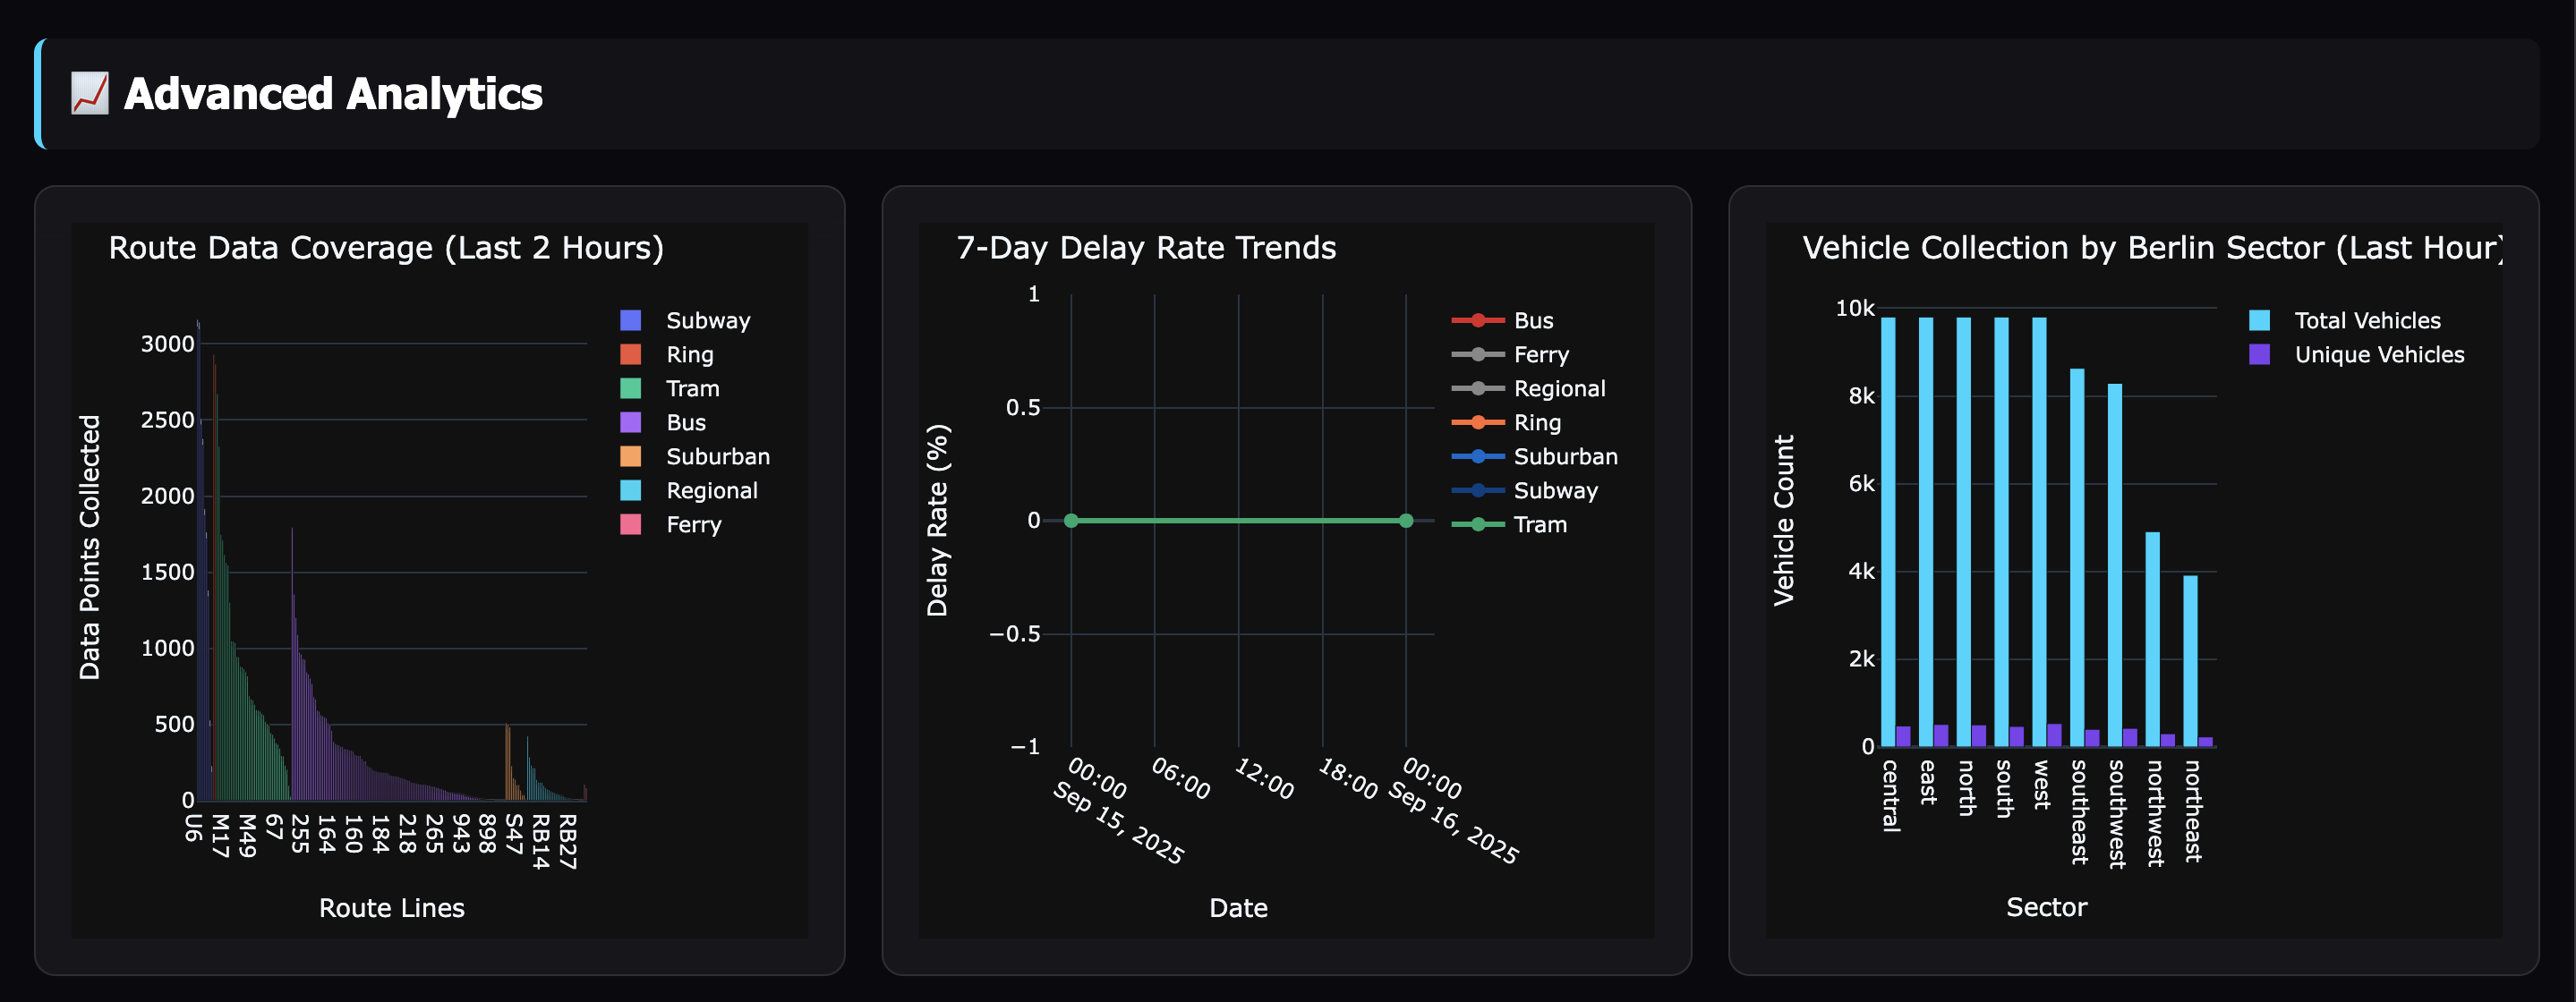 📈 Advanced Analytics
Route Data Coverage (Last 2 Hours)
Data Points Collected
3000
2500
2000
1500
1000
500
0
U6
M17
M49
67
255
164
160
184
218
265
943
898
S47
RB14
RB27
Route Lines
Subway
Ring
Tram
Bus
Suburban
Regional
Ferry
7-Day Delay Rate Trends
Delay Rate (%)
1
0.5
0
−0.5
−1
00:00
Sep 15, 2025
06:00
12:00
18:00
00:00
Sep 16, 2025
Date
Bus
Ferry
Regional
Ring
Suburban
Subway
Tram
Vehicle Collection by Berlin Sector (Last Hour)
Vehicle Count
10k
8k
6k
4k
2k
0
central
east
north
south
west
southeast
southwest
northwest
northeast
Sector
Total Vehicles
Unique Vehicles